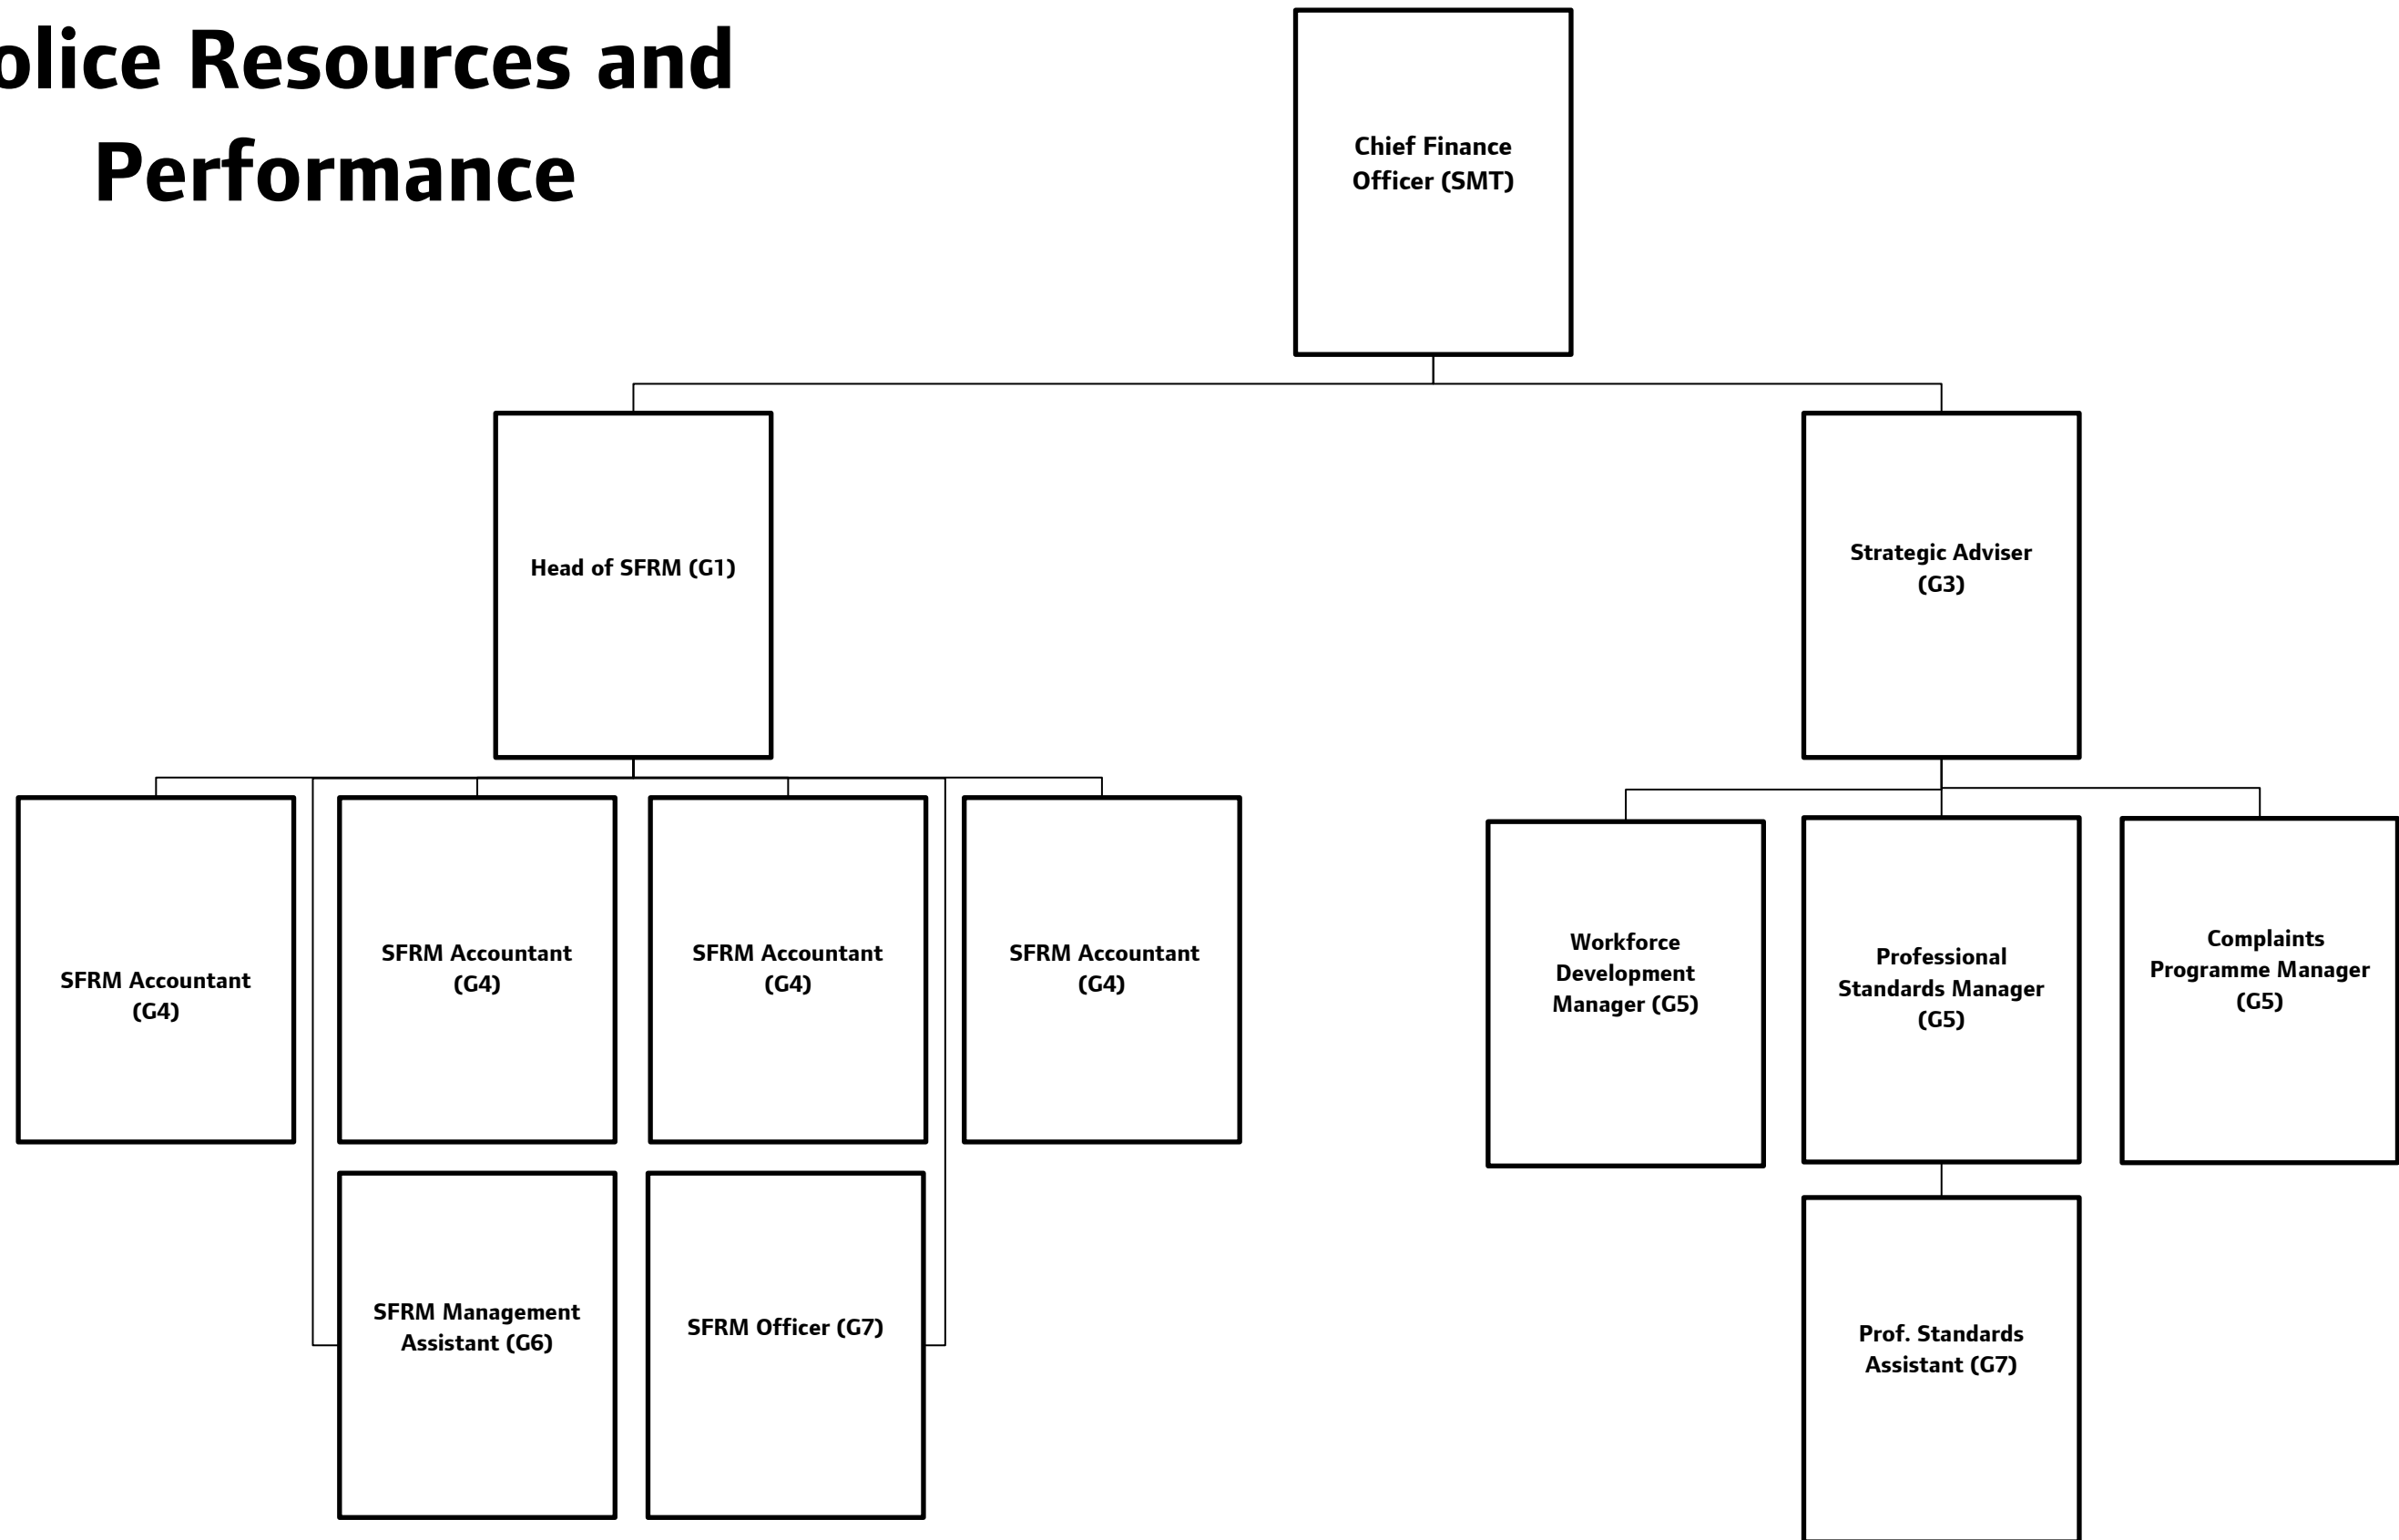 olice Resources and
Performance
Chief Finance
Officer (SMT)
Head of SFRM (G1)
Strategic Adviser
(G3)
SFRM Accountant
(G4)
SFRM Accountant
(G4)
SFRM Accountant
(G4)
SFRM Accountant
(G4)
Workforce
Development
Manager (G5)
Professional
Standards Manager
(G5)
Complaints
Programme Manager
(G5)
SFRM Management
Assistant (G6)
SFRM Officer (G7)
Prof. Standards
Assistant (G7)